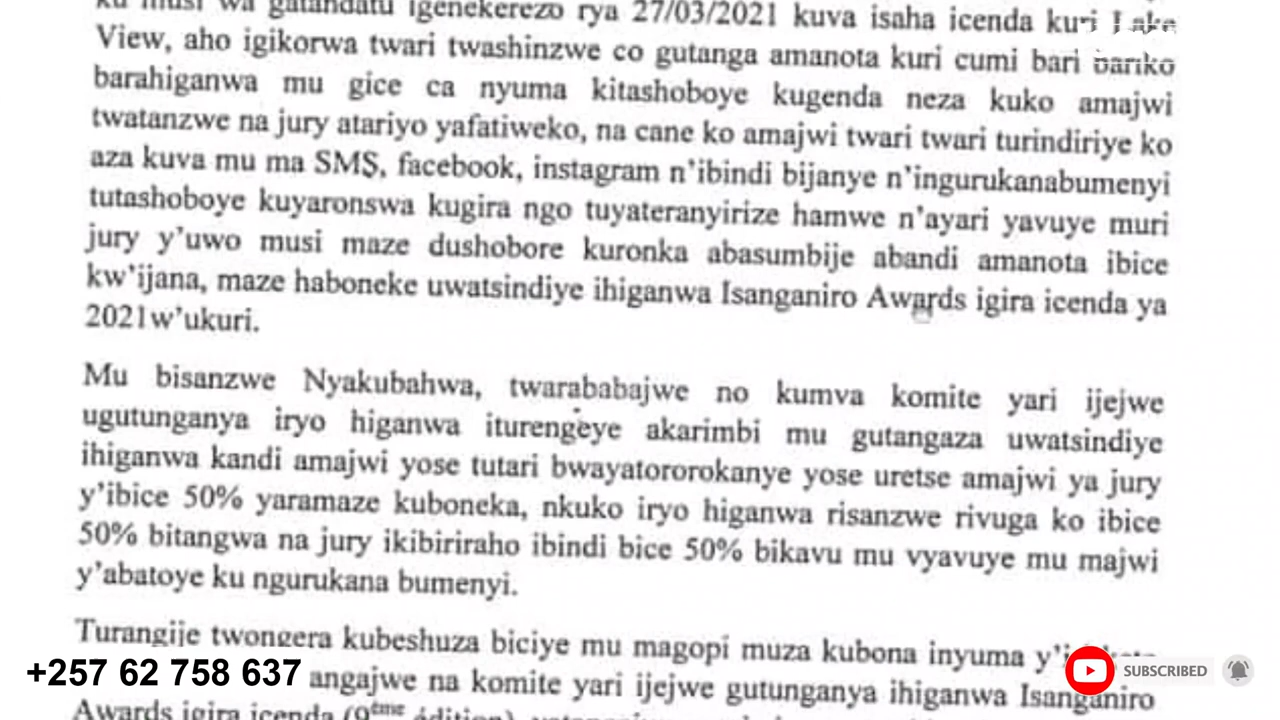 ku musi wa gatandatu igenekerezo rya 27/03/2021 kuva isaha icenda kuri Lake
View, aho igikorwa twari twashinzwe co gutanga amanota kuri cumi bari bariko
barahiganwa mu gice ca nyuma kitashoboye kugenda neza kuko amajwi
twatanzwe na jury atariyo yafatiweko, na cane ko amajwi twari twari turindiriye ko
aza kuva mu ma SMS, facebook, instagram n'ibindi bijanye n'ingurukanabumenyi
tutashoboye kuyaronswa kugira ngo tuyateranyirize hamwe n'ayari yavuye muri
jury y'uwo musi maze dushobore kuronka abasumbije abandi amanota ibice
kw'ijana, maze haboneke uwatsindiye ihiganwa Isanganiro Awards igira icenda ya
2021w'ukuri.
Mu bisanzwe Nyakubahwa, twarababajwe no kumva komite yari ijejwe
ugutunganya iryo higanwa iturengeye akarimbi mu gutangaza uwatsindiye
ihiganwa kandi amajwi yose tutari bwayatororokanye yose uretse amajwi ya jury
y'ibice 50% yaramaze kuboneka, nkuko iryo higanwa risanzwe rivuga ko ibice
50% bitangwa na jury ikibiriraho ibindi bice 50% bikavu mu vyavuye mu majwi
y'abatoye ku ngurukana bumenyi.
Turangije twongera kubeshuza biciye mu magopi muza kubona inyuma
angajwe na komite yari ijejwe gutunganya ihiganwa Isanganiro
Awards igira icenda (9ème édition)
+257 62 758 637
SUBSCRIBED